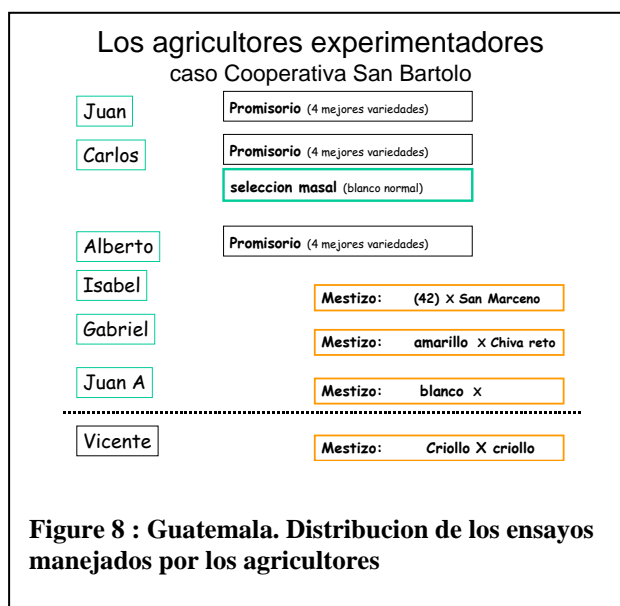 Los agricultores experimentadores
caso Cooperativa San Bartolo
Juan
Promisorio (4 mejores variedades)
Carlos
Promisorio (4 mejores variedades)
seleccion masal (blanco normal)
Alberto
Promisorio (4 mejores variedades)
Isabel
Mestizo: (42) X San Marceno
Gabriel
Mestizo: amarillo X Chiva reto
Juan A
Mestizo: blanco X
Vicente
Mestizo: Criollo X criollo
Figure 8 : Guatemala. Distribucion de los ensayos
manejados por los agricultores